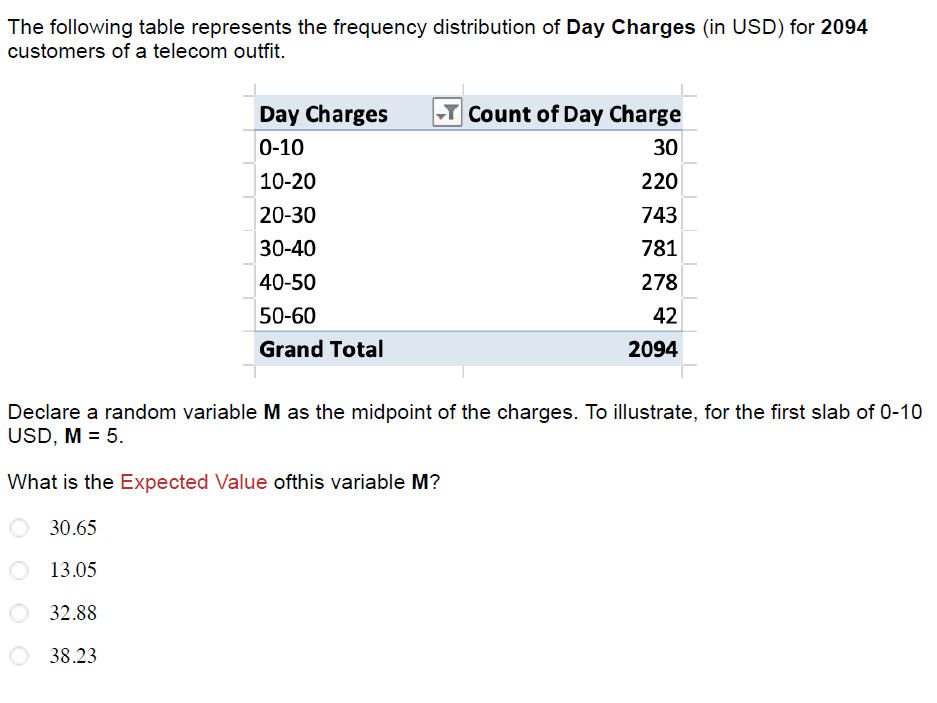 The following table represents the frequency distribution of Day Charges (in USD) for 2094
customers of a telecom outfit.
Day Charges Count of Day Charge
0-10 30
10-20 220
20-30 743
30-40 781
40-50 278
50-60 42
Grand Total 2094
Declare a random variable M as the midpoint of the charges. To illustrate, for the first slab of 0-10
USD, M = 5.
What is the Expected Value ofthis variable M?
30.65
13.05
32.88
38.23